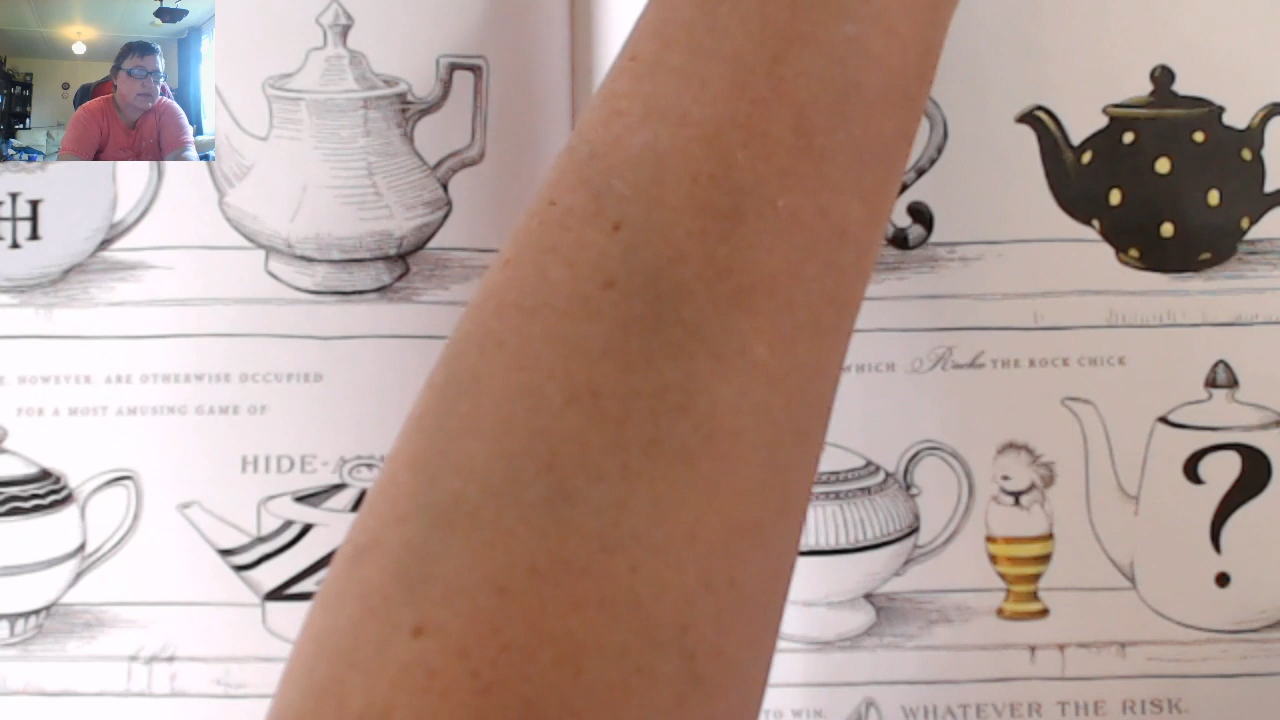 HOWEVER, ARE OTHERWISE OCCUPIED
FOR A MOST AMUSING GAME OF
HIDE-
WHICH
THE ROCK CHICK
?
TO WIN.
WHATEVER THE RISK.